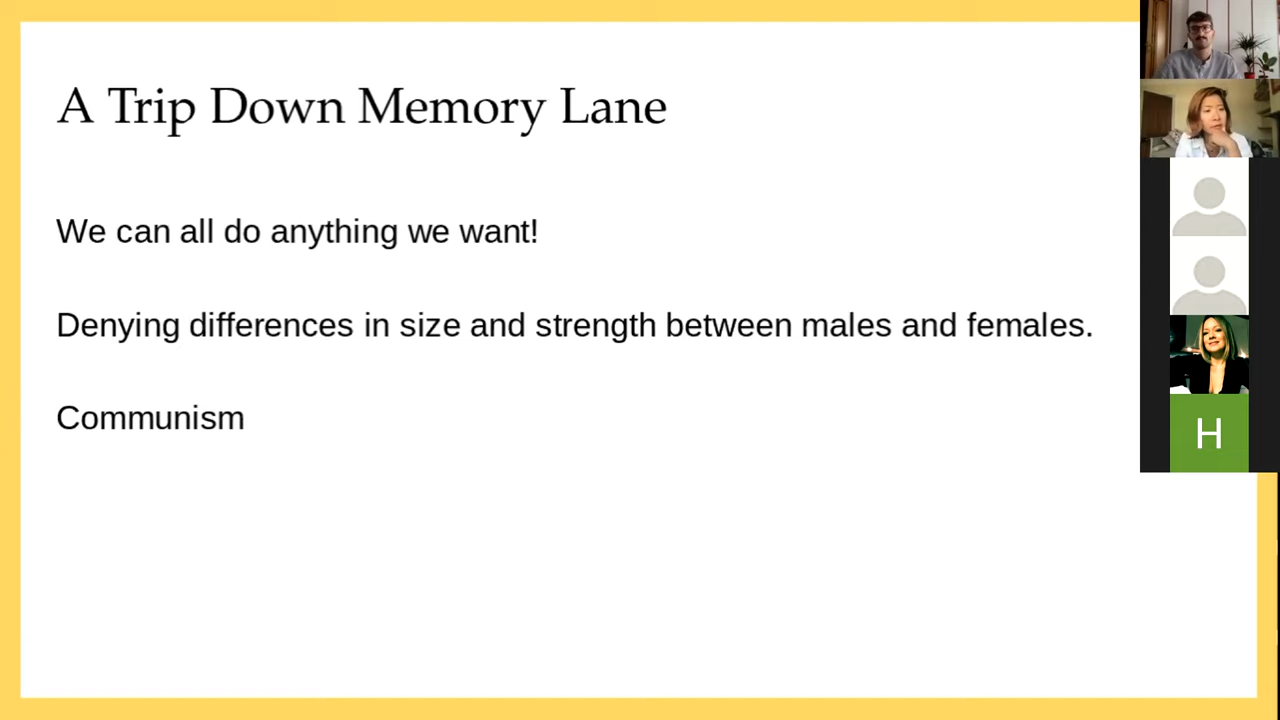 A Trip Down Memory Lane
We can all do anything we want!
Denying differences in size and strength between males and females.
Communism
H